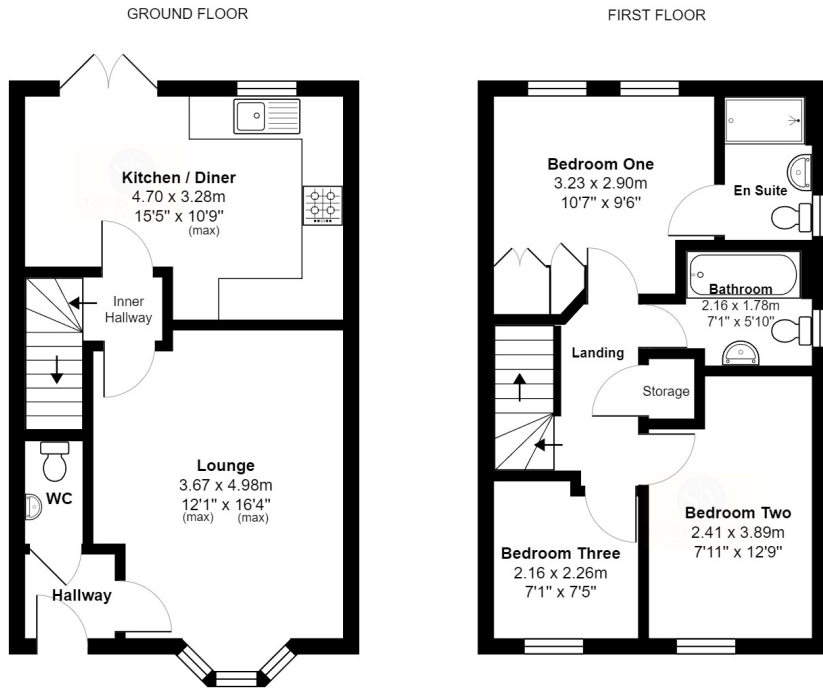 GROUND FLOOR
Kitchen / Diner
4.70 x 3.28m
15'5" x 10'9"
(max)
Inner
Hallway
Lounge
3.67 x 4.98m
12'1" x 16'4"
(max) (max)
WC
Hallway
FIRST FLOOR
Bedroom One
3.23 x 2.90m
10'7" x 9'6"
En Suite
Bathroom
2.16 x 1.78m
7'1" x 5'10"
Landing
Storage
Bedroom Two
2.41 x 3.89m
7'11" x 12'9"
Bedroom Three
2.16 x 2.26m
7'1" x 7'5"